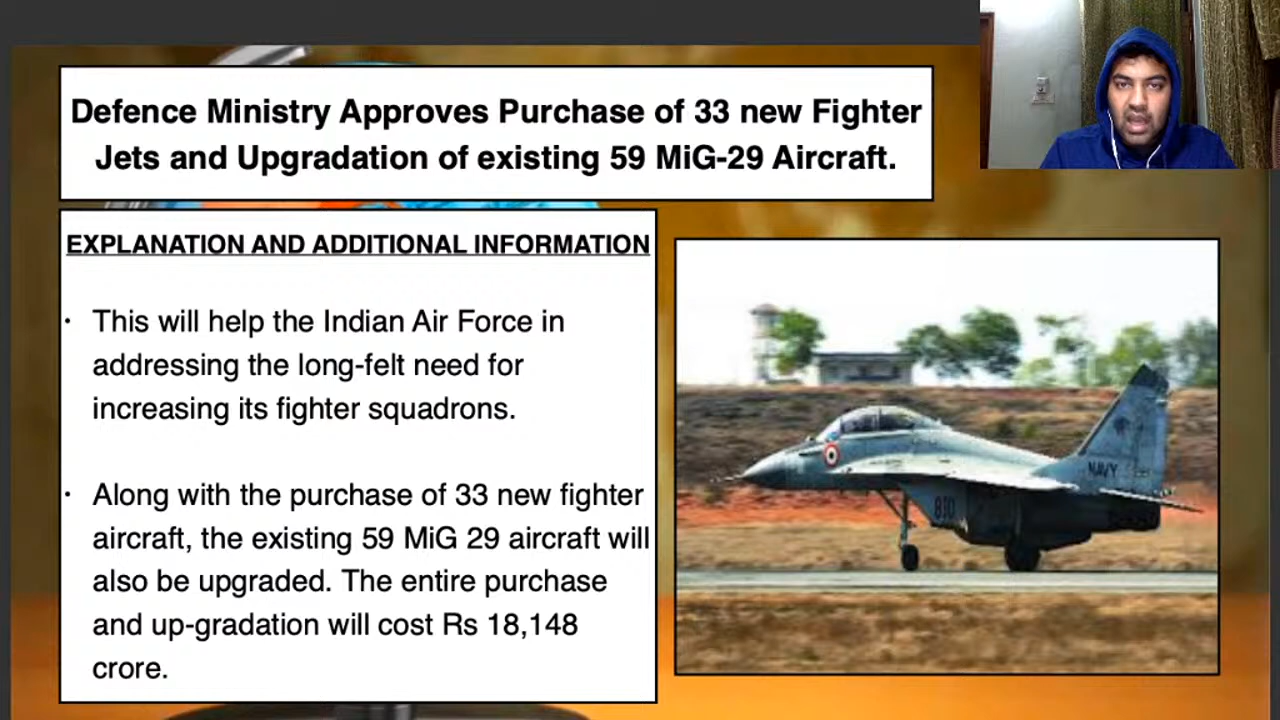 Defence Ministry Approves Purchase of 33 new Fighter
Jets and Upgradation of existing 59 MiG-29 Aircraft.
EXPLANATION AND ADDITIONAL INFORMATION
· This will help the Indian Air Force in
addressing the long-felt need for
increasing its fighter squadrons.
· Along with the purchase of 33 new fighter
aircraft, the existing 59 MiG 29 aircraft will
also be upgraded. The entire purchase
and up-gradation will cost Rs 18,148
crore.
NAVY
810